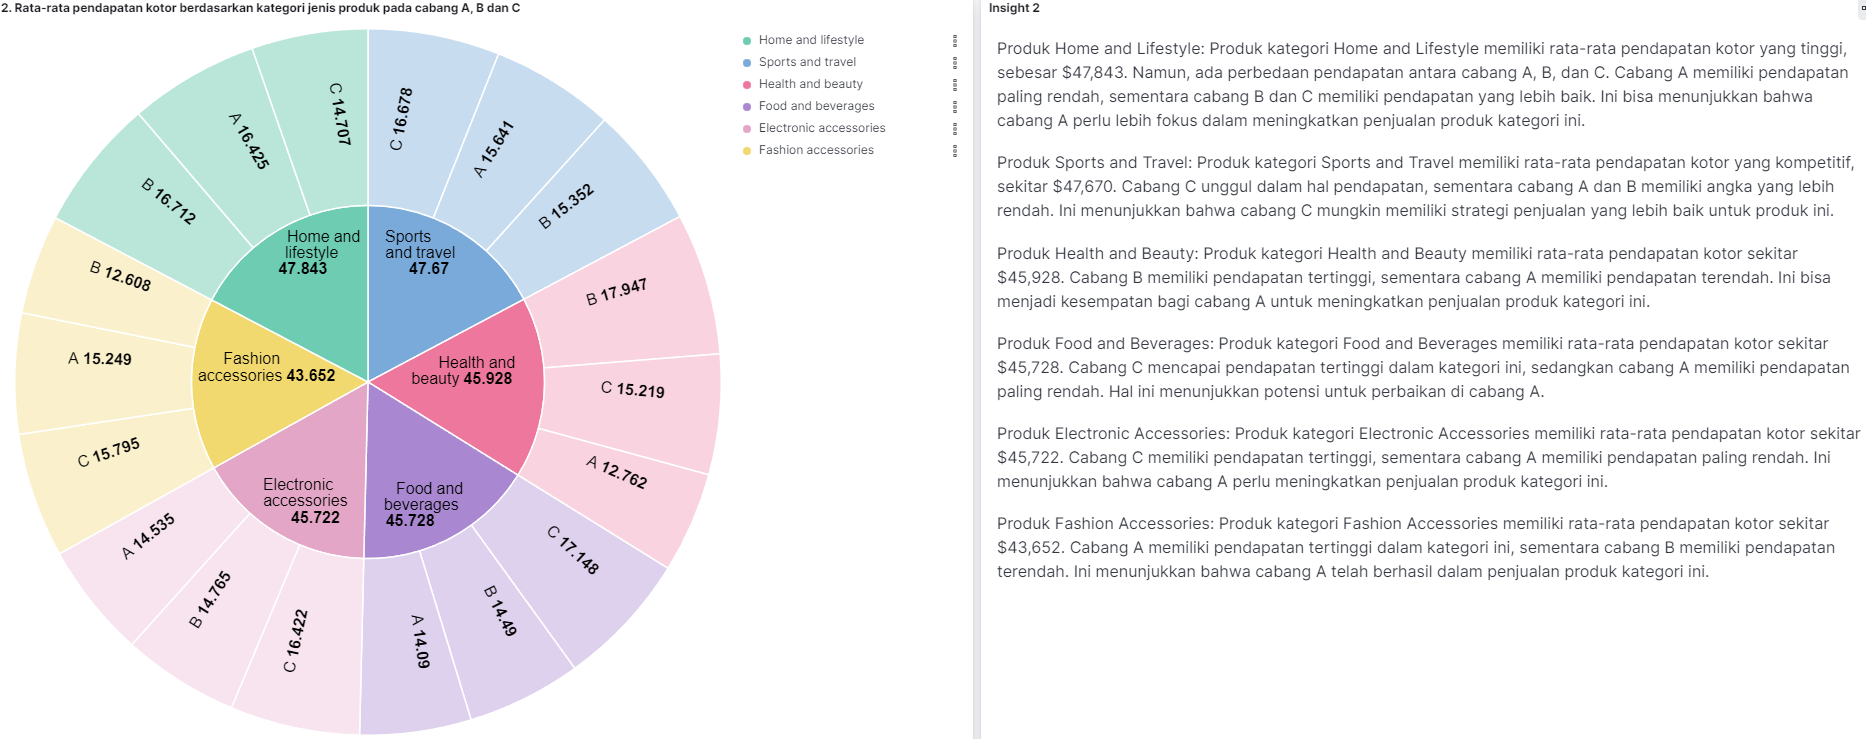 2. Rata-rata pendapatan kotor berdasarkan kategori jenis produk pada cabang A, B dan C
Home and lifestyle
Sports and travel
Health and beauty
Food and beverages
Electronic accessories
Fashion accessories
C 14.707
A 16.425
B 16.712
C 16.678
A 15.641
B 15.352
Home and
lifestyle
47.843
Sports
and travel
47.67
B 12.608
A 15.249
C 15.795
Fashion
accessories 43.652
B 17.947
C 15.219
A 12.762
Health and
beauty 45.928
Electronic
accessories
45.722
Food and
beverages
45.728
A 14.535
B 14.765
C 16.422
A 14.09
B 14.49
C 17.148
Insight 2
Produk Home and Lifestyle: Produk kategori Home and Lifestyle memiliki rata-rata pendapatan kotor yang tinggi,
sebesar $47,843. Namun, ada perbedaan pendapatan antara cabang A, B, dan C. Cabang A memiliki pendapatan
paling rendah, sementara cabang B dan C memiliki pendapatan yang lebih baik. Ini bisa menunjukkan bahwa
cabang A perlu lebih fokus dalam meningkatkan penjualan produk kategori ini.
Produk Sports and Travel: Produk kategori Sports and Travel memiliki rata-rata pendapatan kotor yang kompetitif,
sekitar $47,670. Cabang C unggul dalam hal pendapatan, sementara cabang A dan B memiliki angka yang lebih
rendah. Ini menunjukkan bahwa cabang C mungkin memiliki strategi penjualan yang lebih baik untuk produk ini.
Produk Health and Beauty: Produk kategori Health and Beauty memiliki rata-rata pendapatan kotor sekitar
$45,928. Cabang B memiliki pendapatan tertinggi, sementara cabang A memiliki pendapatan terendah. Ini bisa
menjadi kesempatan bagi cabang A untuk meningkatkan penjualan produk kategori ini.
Produk Food and Beverages: Produk kategori Food and Beverages memiliki rata-rata pendapatan kotor sekitar
$45,728. Cabang C mencapai pendapatan tertinggi dalam kategori ini, sedangkan cabang A memiliki pendapatan
paling rendah. Hal ini menunjukkan potensi untuk perbaikan di cabang A.
Produk Electronic Accessories: Produk kategori Electronic Accessories memiliki rata-rata pendapatan kotor sekitar
$45,722. Cabang C memiliki pendapatan tertinggi, sementara cabang A memiliki pendapatan paling rendah. Ini
menunjukkan bahwa cabang A perlu meningkatkan penjualan produk kategori ini.
Produk Fashion Accessories: Produk kategori Fashion Accessories memiliki rata-rata pendapatan kotor sekitar
$43,652. Cabang A memiliki pendapatan tertinggi dalam kategori ini, sementara cabang B memiliki pendapatan
terendah. Ini menunjukkan bahwa cabang A telah berhasil dalam penjualan produk kategori ini.